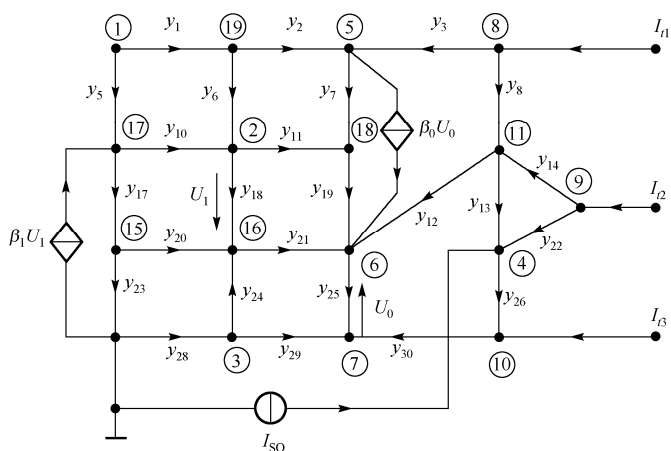 1 y1 19 y2 5 y3 8 It1
y5 y6 y7 y8
17 y10 2 y11 18 β0U0 11 y14
9 It2
y17 U1 y18 y19 y12 y13 y22
β1U1
15 y20 16 y21 6 4
y23 y24 y25 U0 y26 It3
y28 3 y29 7 y30 10
ISO